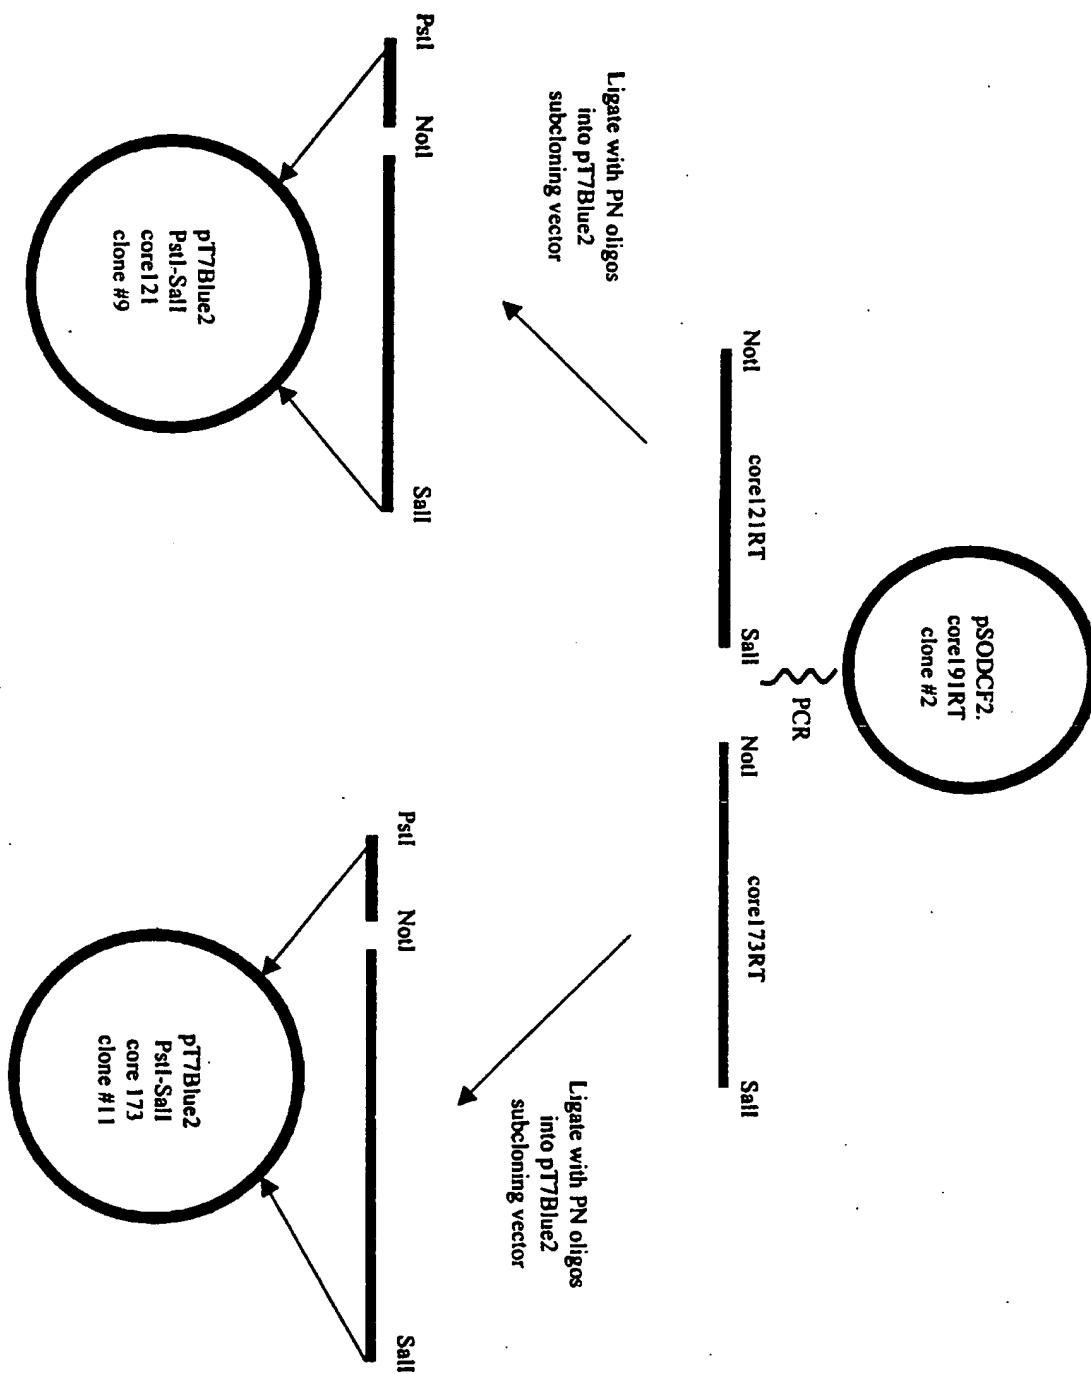 pSODCF2.
core191RT
clone #2
PCR
NotI
core121RT
SalI
NotI
core173RT
SalI
Ligate with PN oligos
into pT7Blue2
subcloning vector
Ligate with PN oligos
into pT7Blue2
subcloning vector
PstI
NotI
SalI
pT7Blue2
PstI-SalI
core121
clone #9
PstI
NotI
SalI
pT7Blue2
PstI-SalI
core 173
clone #11